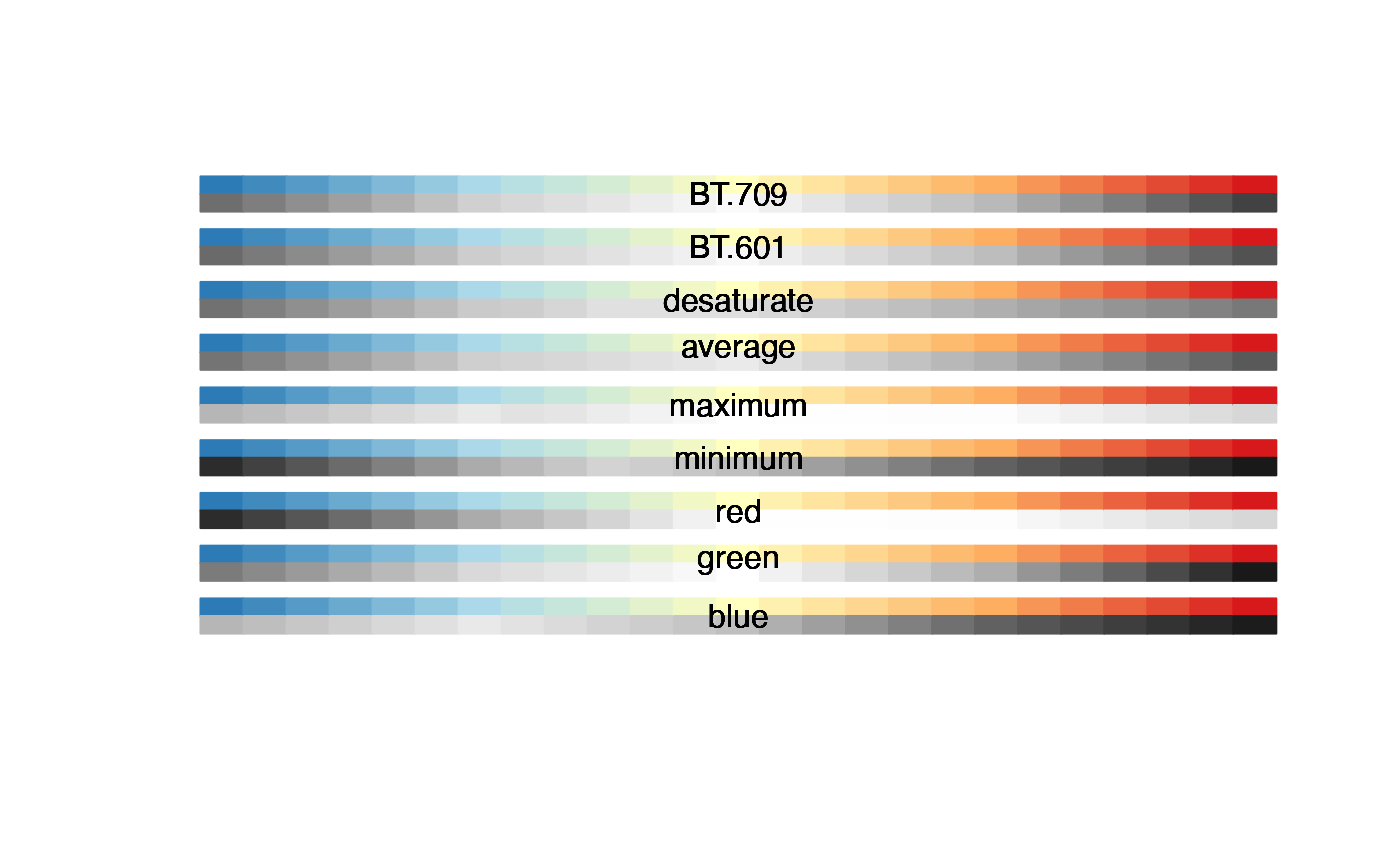 BT.709
BT.601
desaturate
average
maximum
minimum
red
green
blue